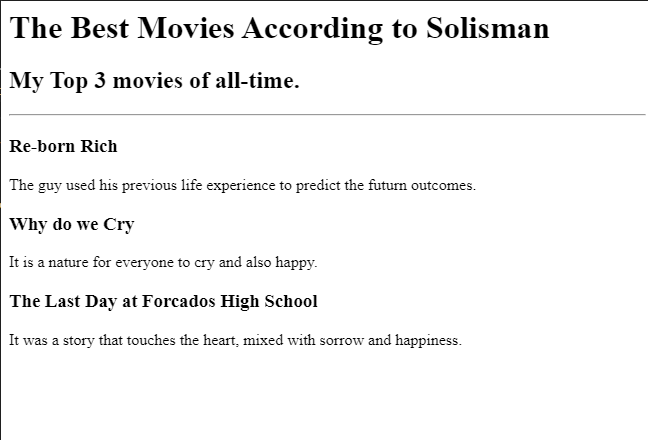 The Best Movies According to Solisman
My Top 3 movies of all-time.
Re-born Rich
The guy used his previous life experience to predict the futurn outcomes.
Why do we Cry
It is a nature for everyone to cry and also happy.
The Last Day at Forcados High School
It was a story that touches the heart, mixed with sorrow and happiness.